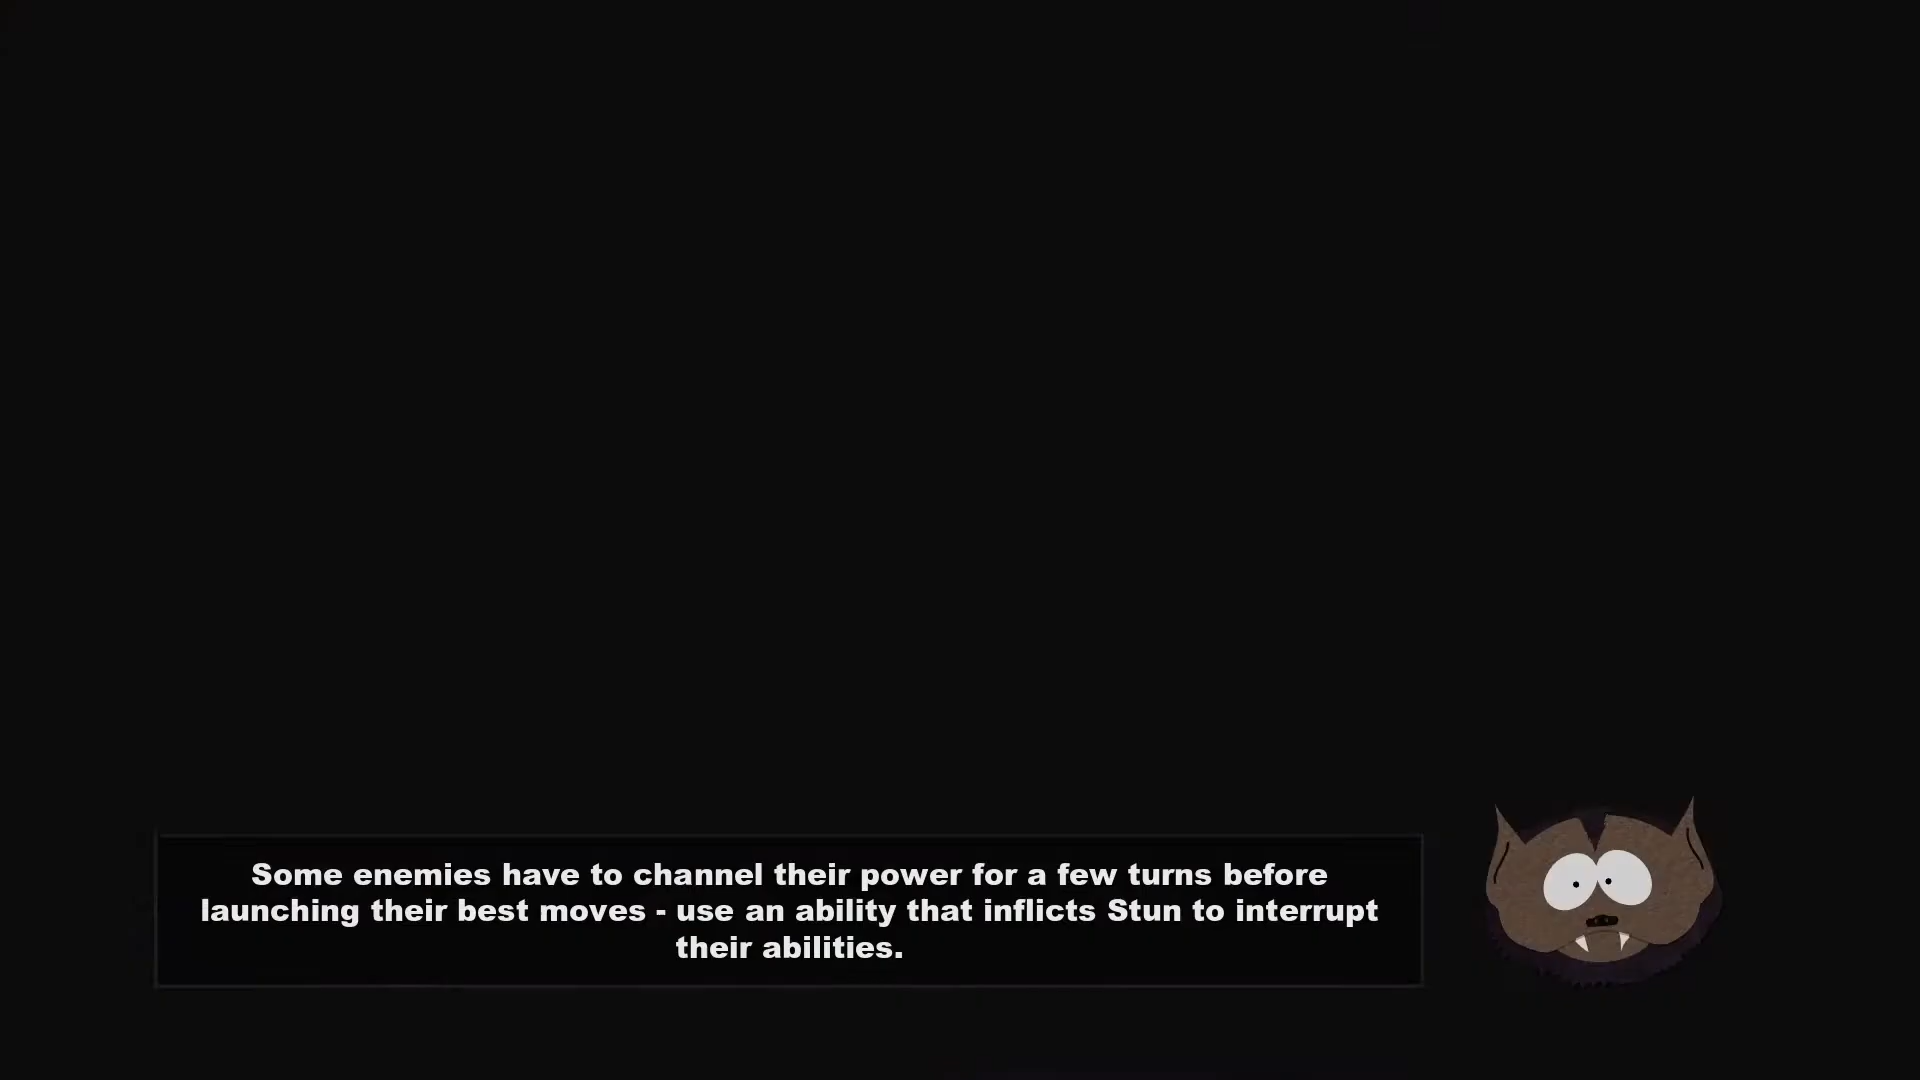 Some enemies have to channel their power for a few turns before
launching their best moves - use an ability that inflicts Stun to interrupt
their abilities.